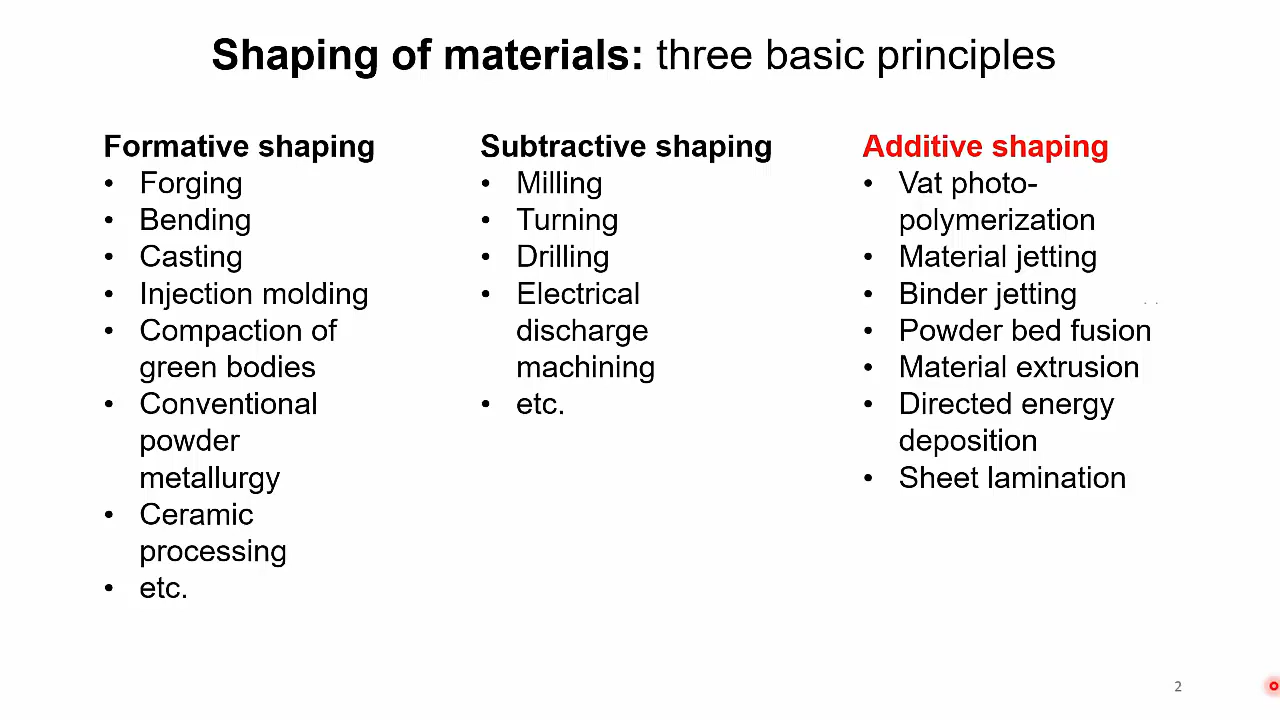 Shaping of materials: three basic principles
Formative shaping
• Forging
• Bending
• Casting
• Injection molding
• Compaction of
green bodies
• Conventional
powder
metallurgy
• Ceramic
processing
• etc.
Subtractive shaping
• Milling
• Turning
• Drilling
• Electrical
discharge
machining
• etc.
Additive shaping
• Vat photo-
polymerization
• Material jetting
• Binder jetting
• Powder bed fusion
• Material extrusion
• Directed energy
deposition
• Sheet lamination
2